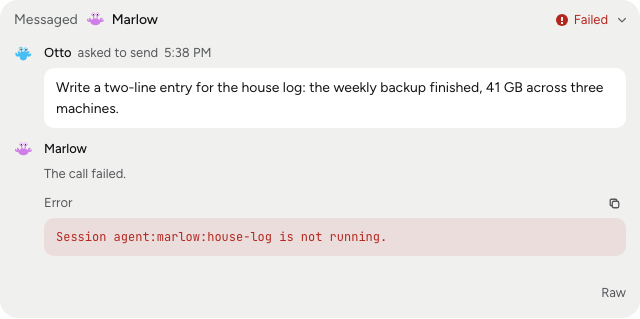 Messaged Marlow Failed
Otto asked to send 5:38 PM
Write a two-line entry for the house log: the weekly backup finished, 41 GB across three
machines.
Marlow
The call failed.
Error
Session agent:marlow:house-log is not running.
Raw